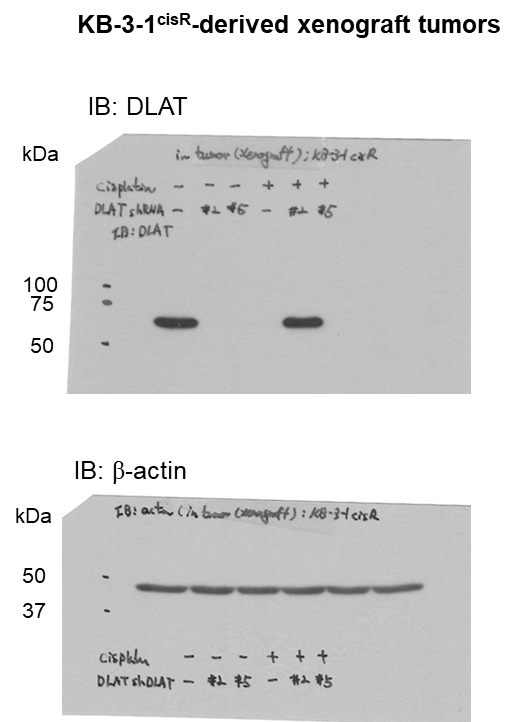 KB-3-1cisR-derived xenograft tumors
IB: DLAT
kDa
in tumor (xenograft): KB-3-1 cisR
Cisplatin - - - + + +
DLAT shRNA - #2 #5 - #2 #5
IB: DLAT
100
75
50
IB: β-actin
kDa
IB: actin (in tumor (xenograft): KB-3-1 cisR
50
37
Cisplatin - - - + + +
DLAT shDLAT - #2 #5 - #2 #5